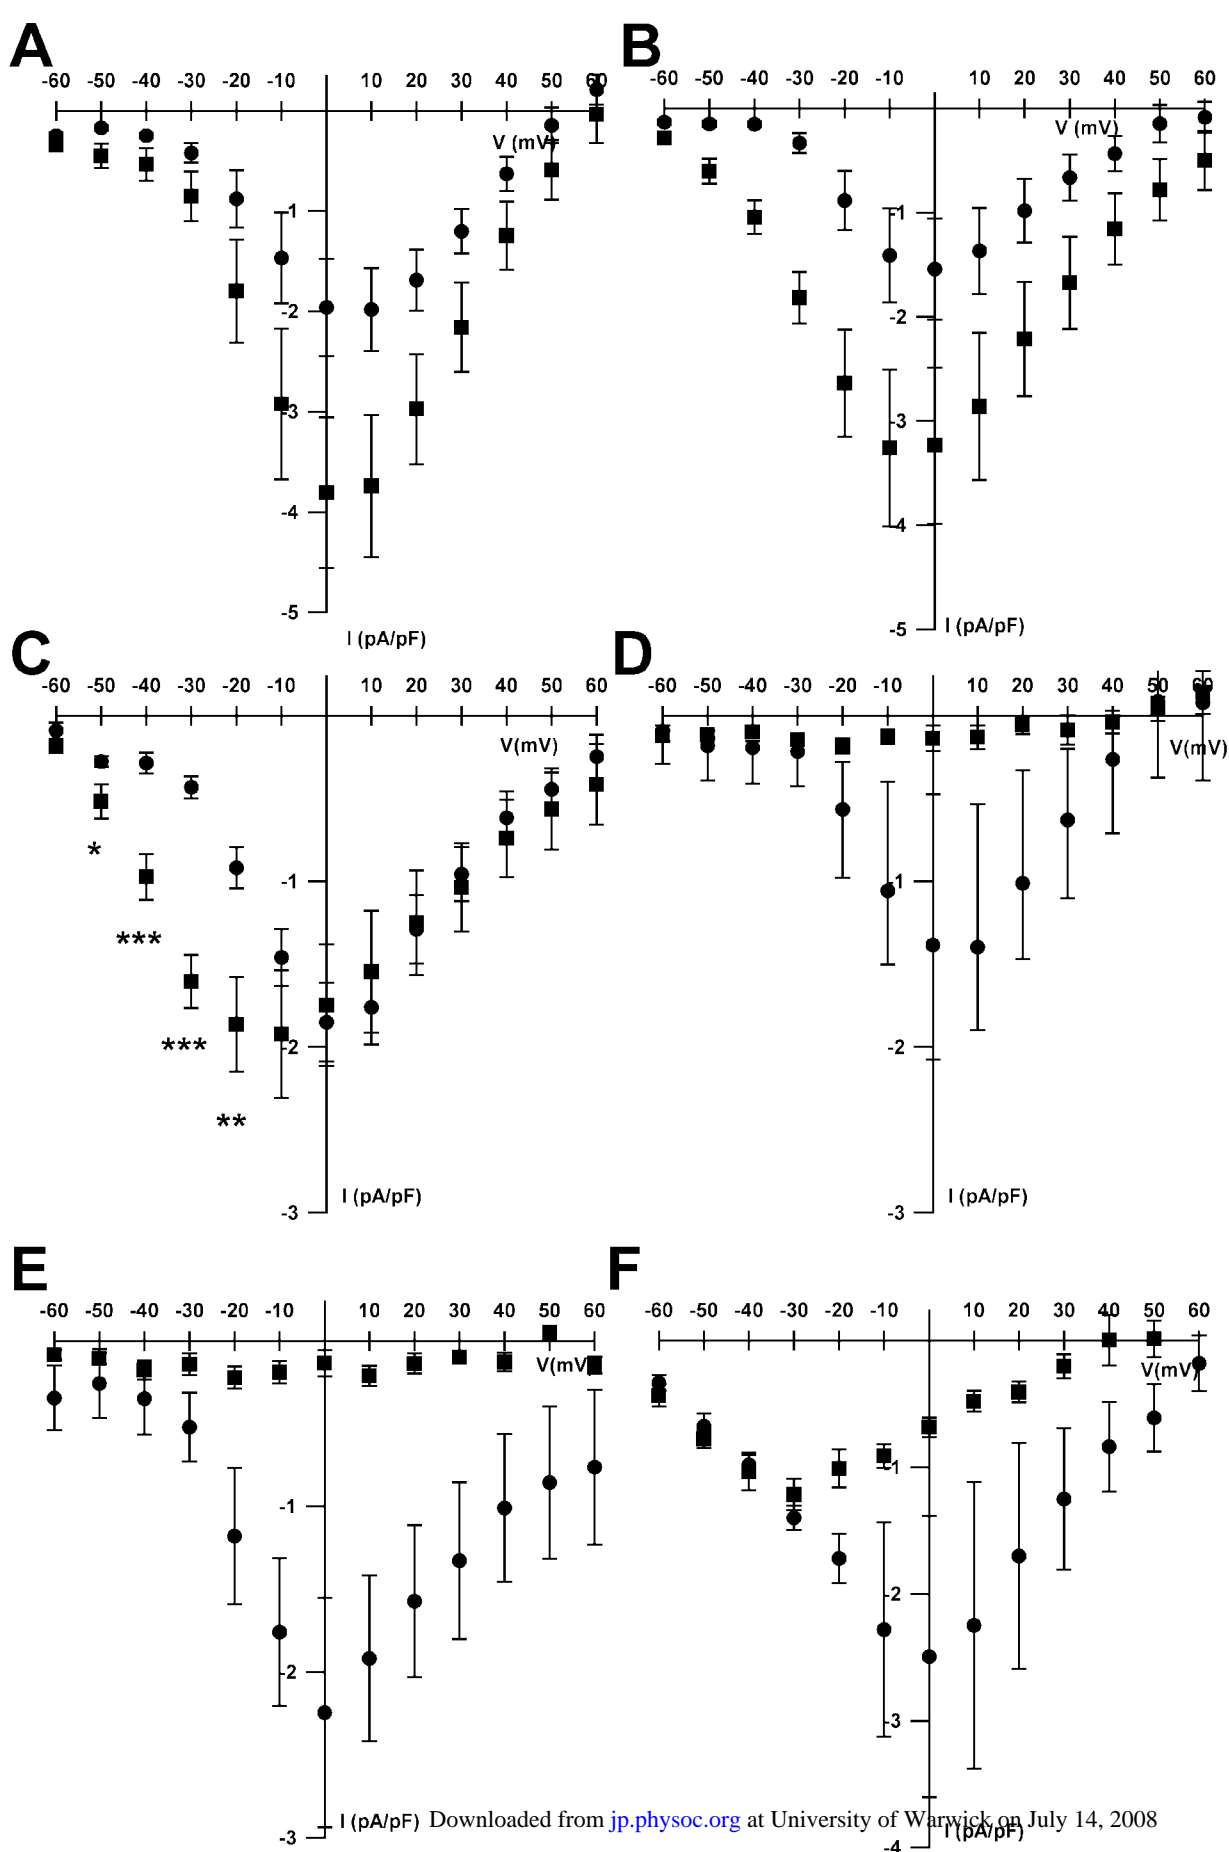 A B
-60 -50 -40 -30 -20 -10 10 20 30 40 50 60
V (mV)
-1
-2
-3
-4
-5
I (pA/pF)
-60 -50 -40 -30 -20 -10 10 20 30 40 50 60
V (mV)
-1
-2
-3
-4
-5
I (pA/pF)
C D
-60 -50 -40 -30 -20 -10 10 20 30 40 50 60
V(mV)
*
-1
***
***
-2
**
I (pA/pF)
-3
-60 -50 -40 -30 -20 -10 10 20 30 40 50 60
V(mV)
-1
-2
I (pA/pF)
-3
E F
-60 -50 -40 -30 -20 -10 10 20 30 40 50 60
V(mV)
-1
-2
I (pA/pF)
-3
-60 -50 -40 -30 -20 -10 10 20 30 40 50 60
V(mV)
-1
-2
-3
I (pA/pF)
-4
Downloaded from jp.physoc.org at University of Warwick on July 14, 2008